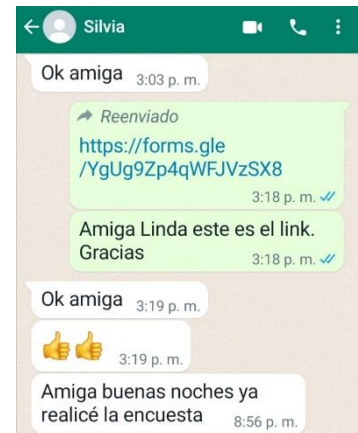 Silvia
Ok amiga 3:03 p. m.
Reenviado
https://forms.gle
/YgUg9Zp4qWFJVzSX8
3:18 p. m.
Amiga Linda este es el link.
Gracias 3:18 p. m.
Ok amiga 3:19 p. m.
3:19 p. m.
Amiga buenas noches ya
realicé la encuesta 8:56 p. m.